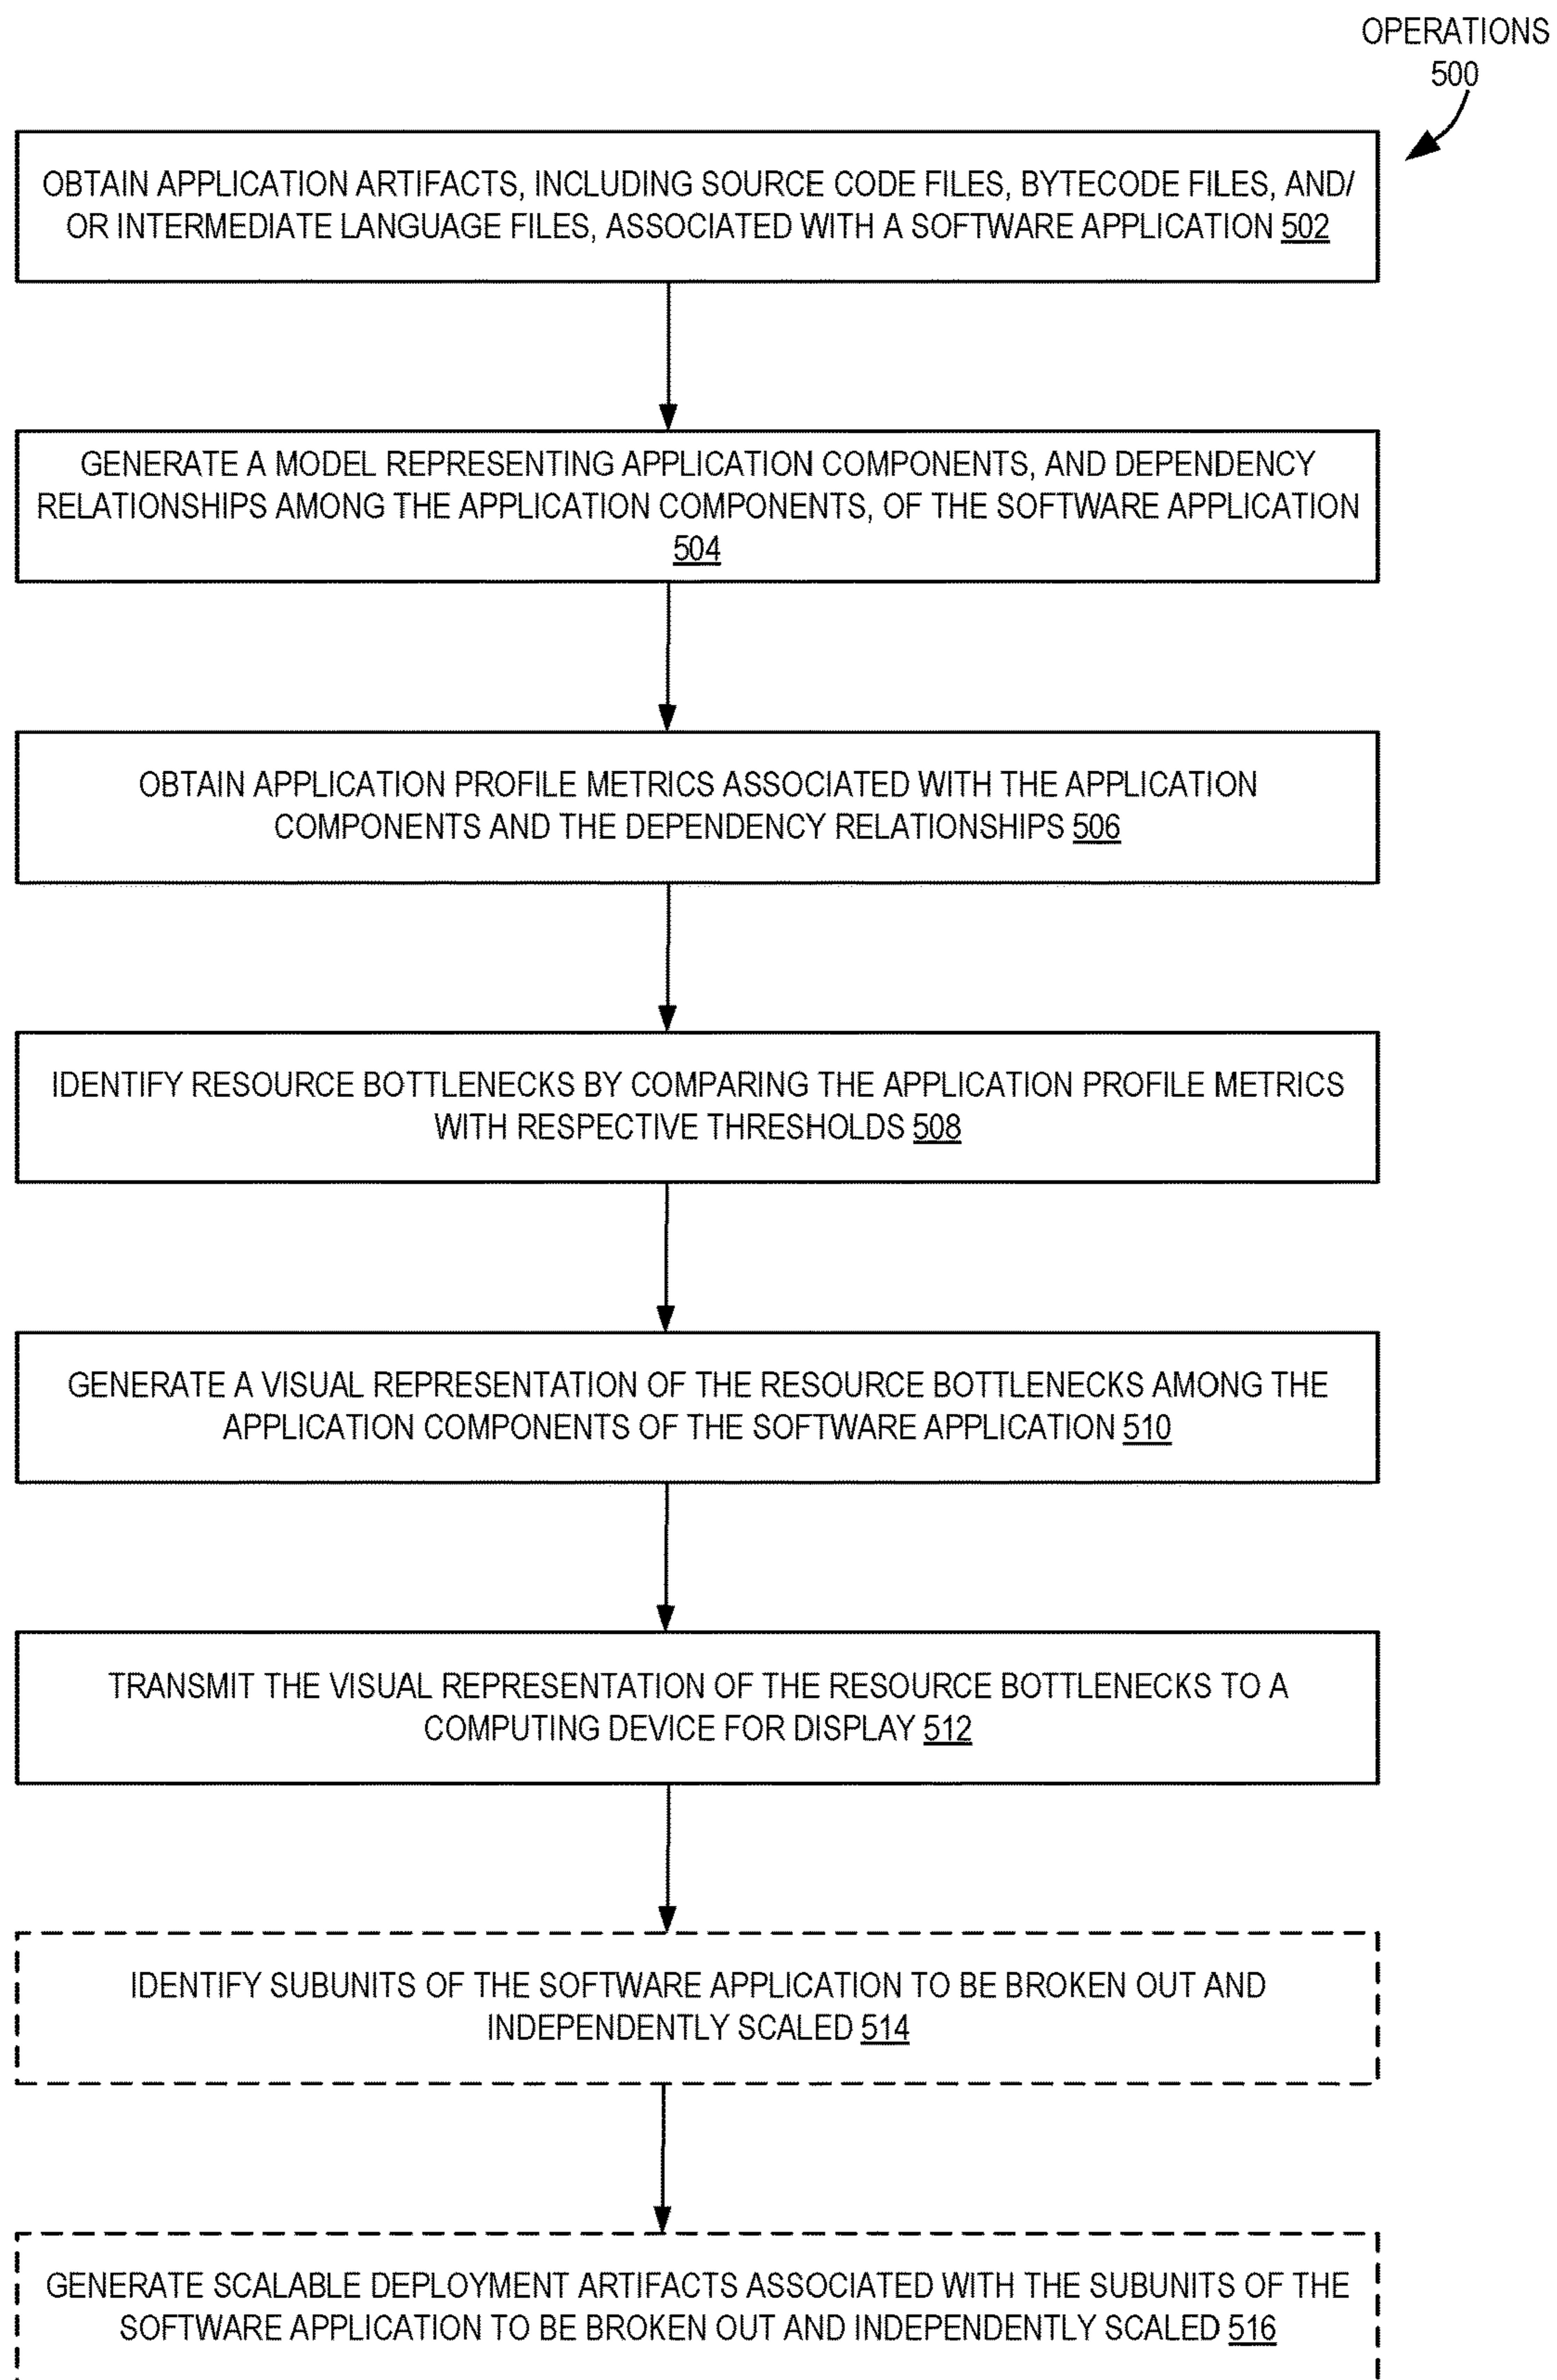 OPERATIONS
500
OBTAIN APPLICATION ARTIFACTS, INCLUDING SOURCE CODE FILES, BYTECODE FILES, AND/
OR INTERMEDIATE LANGUAGE FILES, ASSOCIATED WITH A SOFTWARE APPLICATION 502
GENERATE A MODEL REPRESENTING APPLICATION COMPONENTS, AND DEPENDENCY
RELATIONSHIPS AMONG THE APPLICATION COMPONENTS, OF THE SOFTWARE APPLICATION
504
OBTAIN APPLICATION PROFILE METRICS ASSOCIATED WITH THE APPLICATION
COMPONENTS AND THE DEPENDENCY RELATIONSHIPS 506
IDENTIFY RESOURCE BOTTLENECKS BY COMPARING THE APPLICATION PROFILE METRICS
WITH RESPECTIVE THRESHOLDS 508
GENERATE A VISUAL REPRESENTATION OF THE RESOURCE BOTTLENECKS AMONG THE
APPLICATION COMPONENTS OF THE SOFTWARE APPLICATION 510
TRANSMIT THE VISUAL REPRESENTATION OF THE RESOURCE BOTTLENECKS TO A
COMPUTING DEVICE FOR DISPLAY 512
IDENTIFY SUBUNITS OF THE SOFTWARE APPLICATION TO BE BROKEN OUT AND
INDEPENDENTLY SCALED 514
GENERATE SCALABLE DEPLOYMENT ARTIFACTS ASSOCIATED WITH THE SUBUNITS OF THE
SOFTWARE APPLICATION TO BE BROKEN OUT AND INDEPENDENTLY SCALED 516